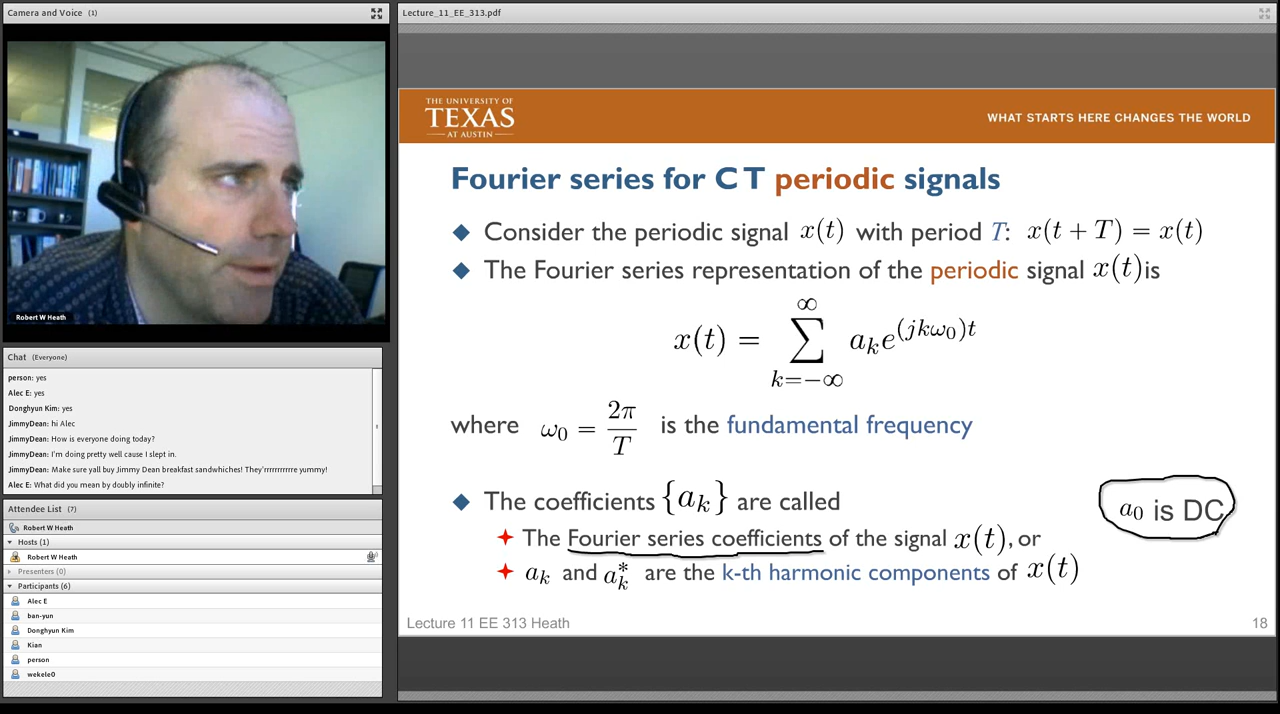 Camera and Voice (1)
Robert W Heath
Chat (Everyone)
person: yes
Alec E: yes
Donghyun Kim: yes
JimmyDean: hi Alec
JimmyDean: How is everyone doing today?
JimmyDean: I'm doing pretty well cause I slept in.
JimmyDean: Make sure yall buy Jimmy Dean breakfast sandwhiches! They'rrrrrrrrrre yummy!
Alec E: What did you mean by doubly infinite?
Attendee List (7)
Robert W Heath
Hosts (1)
Robert W Heath
Presenters (0)
Participants (6)
Alec E
ban-yun
Donghyun Kim
Kian
person
wekele0
Lecture_11_EE_313.pdf
THE UNIVERSITY OF
TEXAS
AT AUSTIN
WHAT STARTS HERE CHANGES THE WORLD
Fourier series for CT periodic signals
Consider the periodic signal x(t) with period T: x(t + T) = x(t)
The Fourier series representation of the periodic signal x(t) is
x(t) = ∑_{k=-∞}^{∞} a_k e^{(jkω_0)t}
where ω_0 = 2π/T is the fundamental frequency
The coefficients {a_k} are called
a_0 is DC
The Fourier series coefficients of the signal x(t), or
a_k and a_k^* are the k-th harmonic components of x(t)
Lecture 11 EE 313 Heath 18